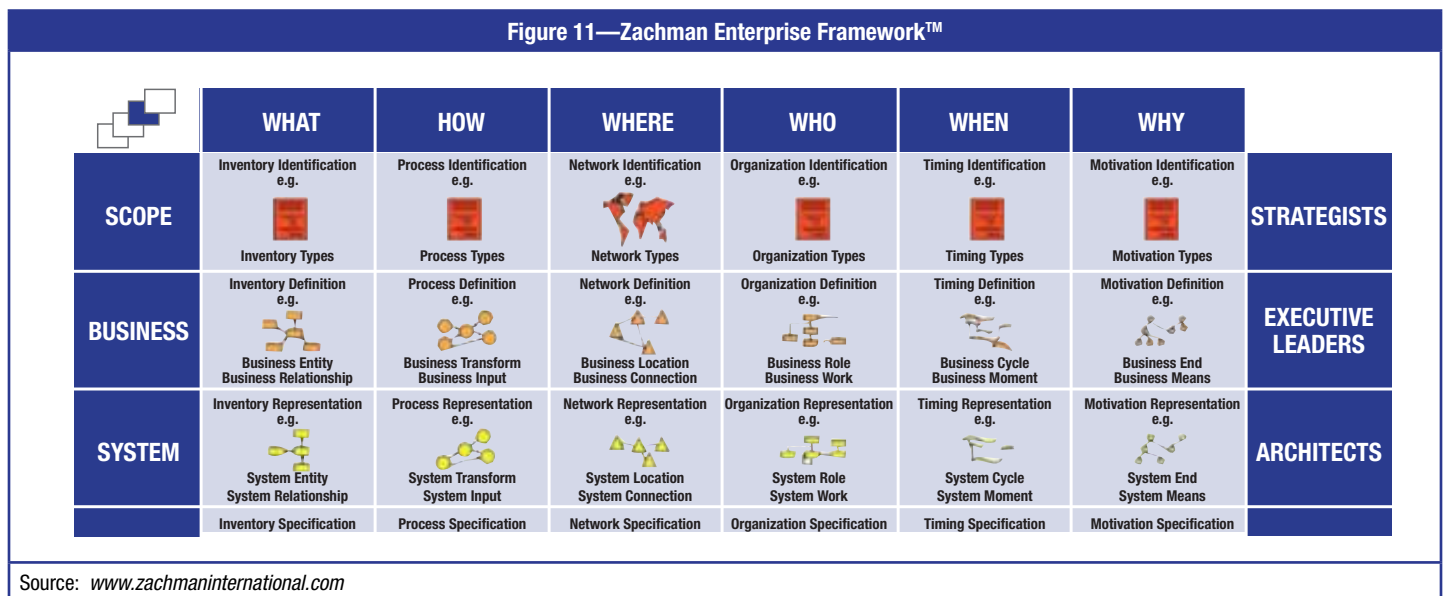 Figure 11—Zachman Enterprise Framework™
WHAT HOW WHERE WHO WHEN WHY
SCOPE
Inventory Identification
e.g.
Inventory Types
Process Identification
e.g.
Process Types
Network Identification
e.g.
Network Types
Organization Identification
e.g.
Organization Types
Timing Identification
e.g.
Timing Types
Motivation Identification
e.g.
Motivation Types
STRATEGISTS
BUSINESS
Inventory Definition
e.g.
Business Entity
Business Relationship
Process Definition
e.g.
Business Transform
Business Input
Network Definition
e.g.
Business Location
Business Connection
Organization Definition
e.g.
Business Role
Business Work
Timing Definition
e.g.
Business Cycle
Business Moment
Motivation Definition
e.g.
Business End
Business Means
EXECUTIVE
LEADERS
SYSTEM
Inventory Representation
e.g.
System Entity
System Relationship
Process Representation
e.g.
System Transform
System Input
Network Representation
e.g.
System Location
System Connection
Organization Representation
e.g.
System Role
System Work
Timing Representation
e.g.
System Cycle
System Moment
Motivation Representation
e.g.
System End
System Means
ARCHITECTS
Inventory Specification
Process Specification
Network Specification
Organization Specification
Timing Specification
Motivation Specification
Source: www.zachmaninternational.com